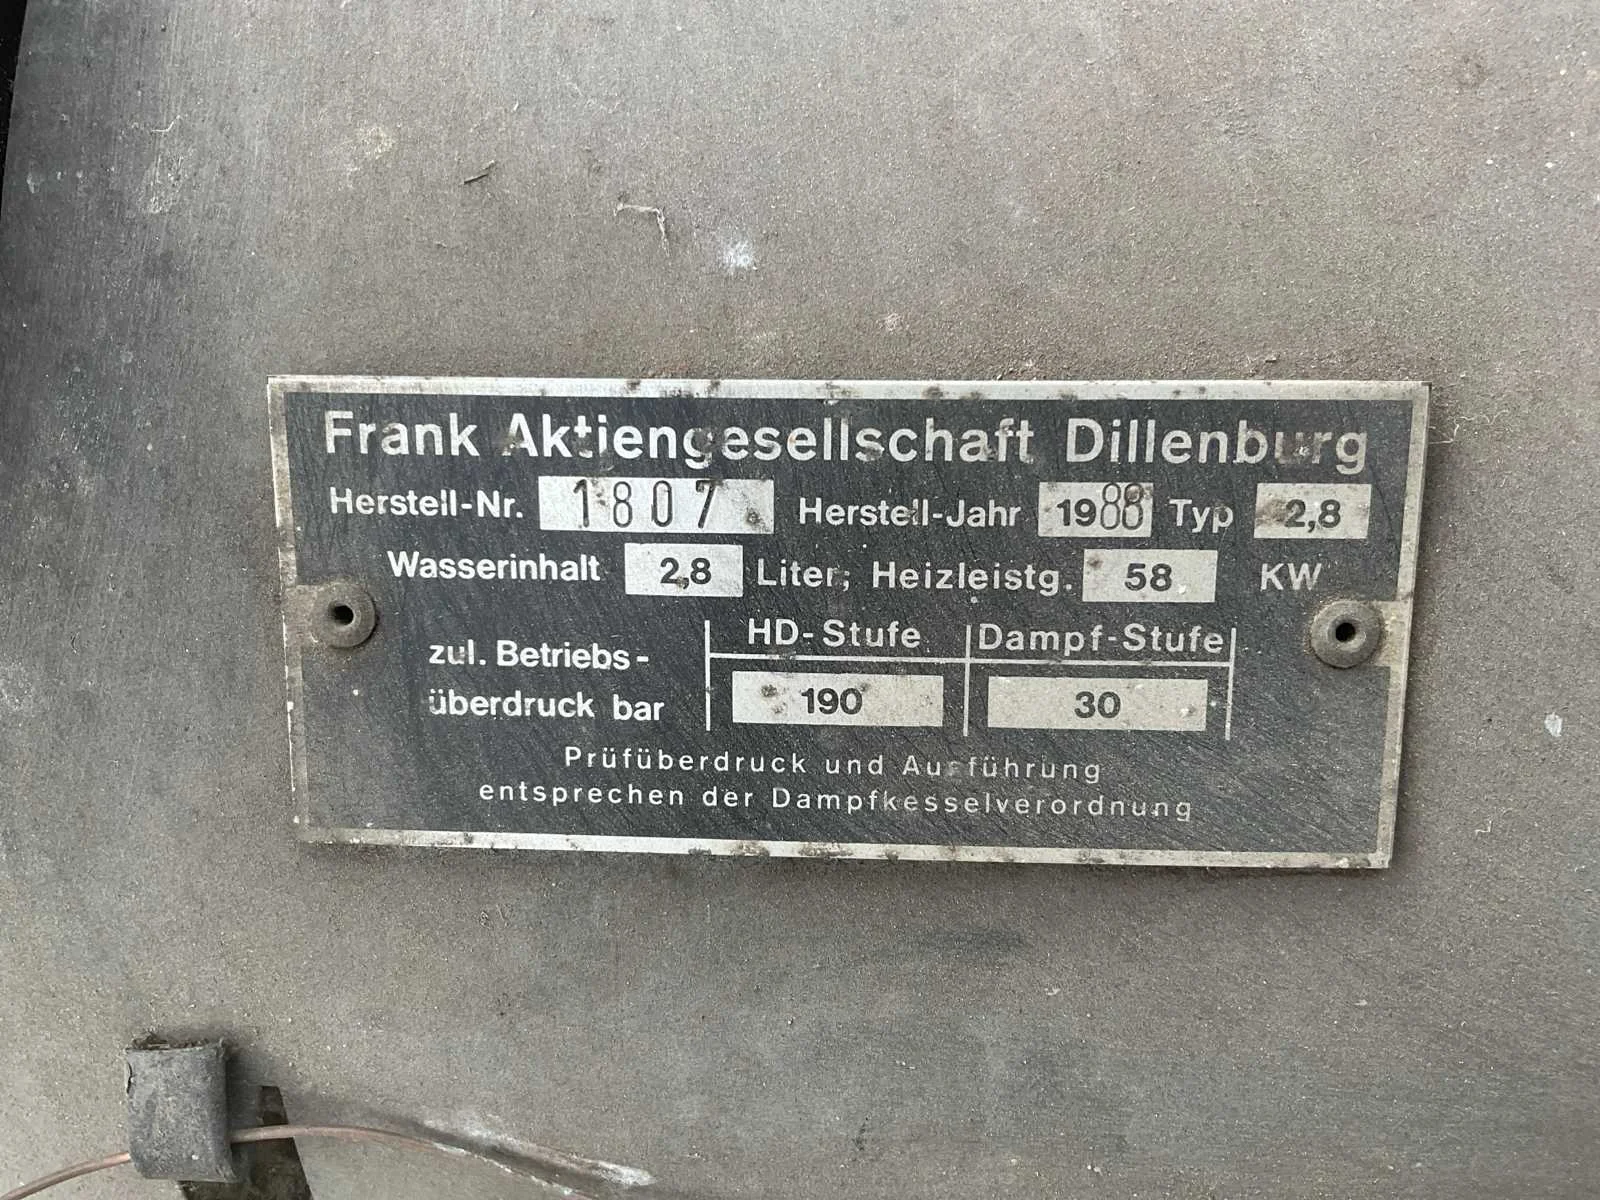 Frank Aktiengesellschaft Dillenburg
Herstell-Nr. 1807 Herstell-Jahr 1988 Typ 2,8
Wasserinhalt 2,8 Liter; Heizleistg. 58 KW
HD-Stufe Dampf-Stufe
zul. Betriebs-
überdruck bar 190 30
Prüfüberdruck und Ausführung
entsprechen der Dampfkesselverordnung